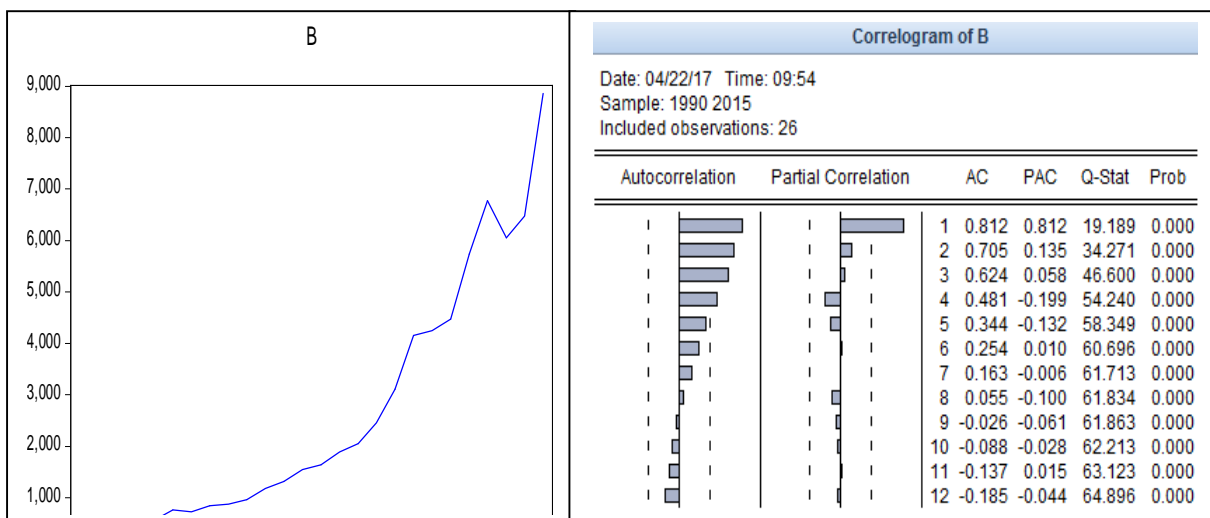 B
9,000
8,000
7,000
6,000
5,000
4,000
3,000
2,000
1,000
Correlogram of B
Date: 04/22/17 Time: 09:54
Sample: 1990 2015
Included observations: 26
Autocorrelation Partial Correlation AC PAC Q-Stat Prob
1 0.812 0.812 19.189 0.000
2 0.705 0.135 34.271 0.000
3 0.624 0.058 46.600 0.000
4 0.481 -0.199 54.240 0.000
5 0.344 -0.132 58.349 0.000
6 0.254 0.010 60.696 0.000
7 0.163 -0.006 61.713 0.000
8 0.055 -0.100 61.834 0.000
9 -0.026 -0.061 61.863 0.000
10 -0.088 -0.028 62.213 0.000
11 -0.137 0.015 63.123 0.000
12 -0.185 -0.044 64.896 0.000